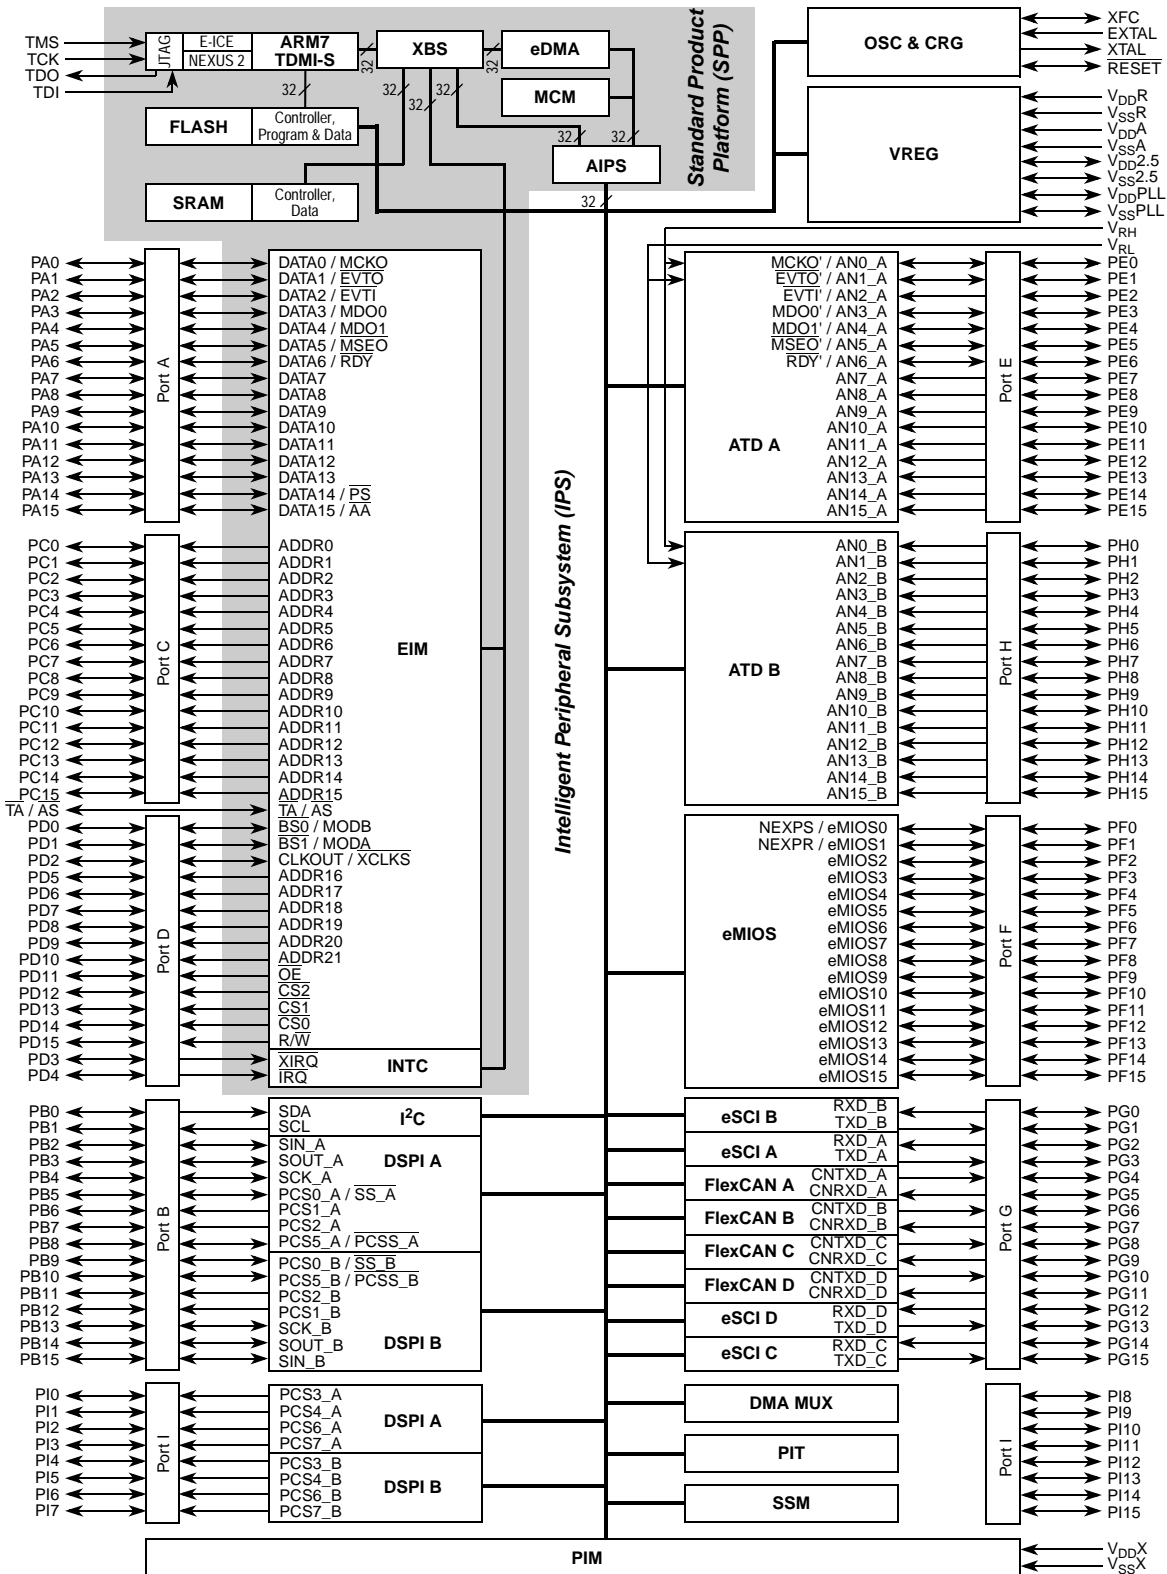 TMS
TCK
TDO
TDI
JTAG
E-ICE
NEXUS 2
ARM7
TDMI-S
32
XBS
32
eDMA
MCM
32
32
32
FLASH
Controller,
Program & Data
SRAM
Controller,
Data
32
32
AIPS
32
Standard Product
Platform (SPP)
OSC & CRG
XFC
EXTAL
XTAL
RESET
VREG
VDDR
VSSR
VDDA
VSSA
VDD2.5
VSS2.5
VDDPLL
VSSPLL
VRH
VRL
PA0
PA1
PA2
PA3
PA4
PA5
PA6
PA7
PA8
PA9
PA10
PA11
PA12
PA13
PA14
PA15
Port A
DATA0 / MCKO
DATA1 / EVTO
DATA2 / EVTI
DATA3 / MDO0
DATA4 / MDO1
DATA5 / MSEO
DATA6 / RDY
DATA7
DATA8
DATA9
DATA10
DATA11
DATA12
DATA13
DATA14 / PS
DATA15 / AA
PC0
PC1
PC2
PC3
PC4
PC5
PC6
PC7
PC8
PC9
PC10
PC11
PC12
PC13
PC14
PC15
Port C
ADDR0
ADDR1
ADDR2
ADDR3
ADDR4
ADDR5
ADDR6
ADDR7
ADDR8
ADDR9
ADDR10
ADDR11
ADDR12
ADDR13
ADDR14
ADDR15
EIM
TA / AS
TA / AS
PD0
PD1
PD2
PD5
PD6
PD7
PD8
PD9
PD10
PD11
PD12
PD13
PD14
PD15
PD3
PD4
Port D
BS0 / MODB
BS1 / MODA
CLKOUT / XCLKS
ADDR16
ADDR17
ADDR18
ADDR19
ADDR20
ADDR21
OE
CS2
CS1
CS0
R/W
XIRQ
IRQ
INTC
PB0
PB1
PB2
PB3
PB4
PB5
PB6
PB7
PB8
PB9
PB10
PB11
PB12
PB13
PB14
PB15
Port B
SDA
SCL
I2C
SIN_A
SOUT_A
SCK_A
PCS0_A / SS_A
PCS1_A
PCS2_A
PCS5_A / PCSS_A
DSPI A
PCS0_B / SS_B
PCS5_B / PCSS_B
PCS2_B
PCS1_B
SCK_B
SOUT_B
SIN_B
DSPI B
PI0
PI1
PI2
PI3
PI4
PI5
PI6
PI7
Port I
PCS3_A
PCS4_A
PCS6_A
PCS7_A
DSPI A
PCS3_B
PCS4_B
PCS6_B
PCS7_B
DSPI B
Intelligent Peripheral Subsystem (IPS)
ATD A
MCKO' / AN0_A
EVTO' / AN1_A
EVTI' / AN2_A
MDO0' / AN3_A
MDO1' / AN4_A
MSEO' / AN5_A
RDY' / AN6_A
AN7_A
AN8_A
AN9_A
AN10_A
AN11_A
AN12_A
AN13_A
AN14_A
AN15_A
Port E
PE0
PE1
PE2
PE3
PE4
PE5
PE6
PE7
PE8
PE9
PE10
PE11
PE12
PE13
PE14
PE15
ATD B
AN0_B
AN1_B
AN2_B
AN3_B
AN4_B
AN5_B
AN6_B
AN7_B
AN8_B
AN9_B
AN10_B
AN11_B
AN12_B
AN13_B
AN14_B
AN15_B
Port H
PH0
PH1
PH2
PH3
PH4
PH5
PH6
PH7
PH8
PH9
PH10
PH11
PH12
PH13
PH14
PH15
eMIOS
NEXPS / eMIOS0
NEXPR / eMIOS1
eMIOS2
eMIOS3
eMIOS4
eMIOS5
eMIOS6
eMIOS7
eMIOS8
eMIOS9
eMIOS10
eMIOS11
eMIOS12
eMIOS13
eMIOS14
eMIOS15
Port F
PF0
PF1
PF2
PF3
PF4
PF5
PF6
PF7
PF8
PF9
PF10
PF11
PF12
PF13
PF14
PF15
eSCI B
RXD_B
TXD_B
eSCI A
RXD_A
TXD_A
FlexCAN A
CNTXD_A
CNRXD_A
FlexCAN B
CNTXD_B
CNRXD_B
FlexCAN C
CNTXD_C
CNRXD_C
FlexCAN D
CNTXD_D
CNRXD_D
eSCI D
RXD_D
TXD_D
eSCI C
RXD_C
TXD_C
Port G
PG0
PG1
PG2
PG3
PG4
PG5
PG6
PG7
PG8
PG9
PG10
PG11
PG12
PG13
PG14
PG15
DMA MUX
PIT
SSM
Port I
PI8
PI9
PI10
PI11
PI12
PI13
PI14
PI15
PIM
VDDX
VSSX